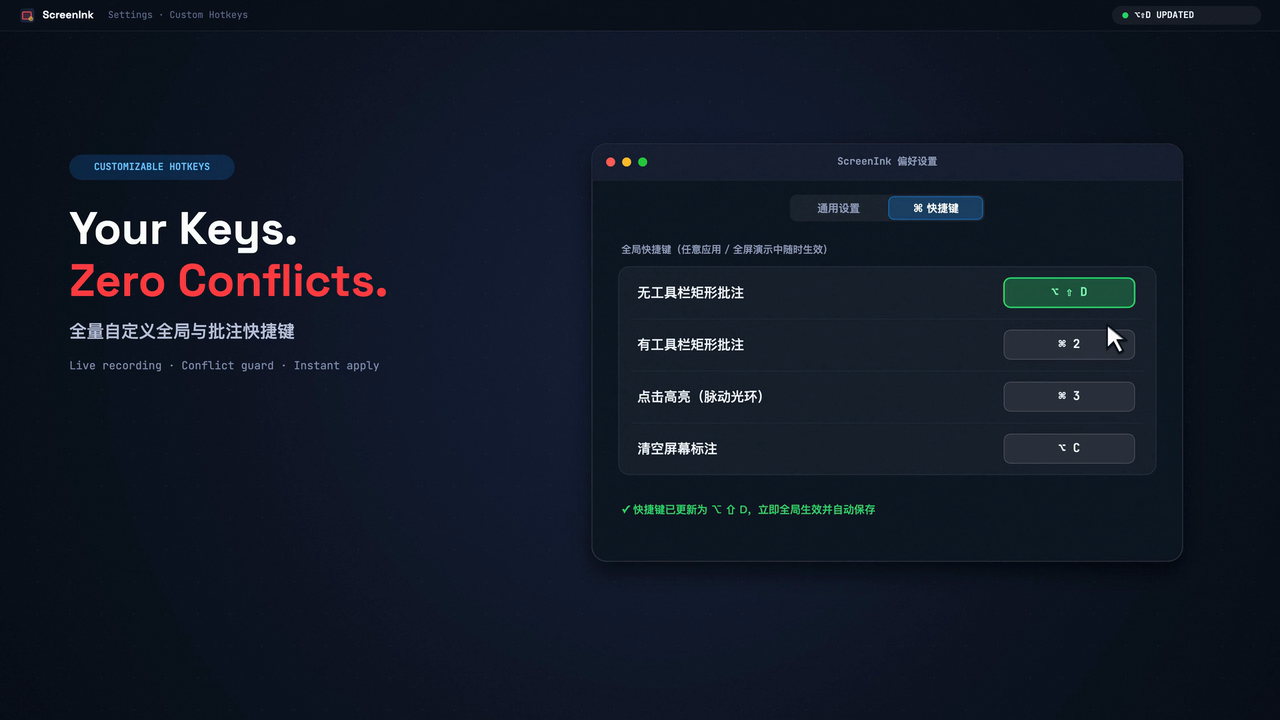 ScreenInk Settings · Custom Hotkeys
⌥⇧D UPDATED
CUSTOMIZABLE HOTKEYS
Your Keys.
Zero Conflicts.
全量自定义全局与批注快捷键
Live recording · Conflict guard · Instant apply
ScreenInk 偏好设置
通用设置 ⌘ 快捷键
全局快捷键（任意应用 / 全屏演示中随时生效）
无工具栏矩形批注 ⌥ ⇧ D
有工具栏矩形批注 ⌘ 2
点击高亮（脉动光环） ⌘ 3
清空屏幕标注 ⌥ C
✓ 快捷键已更新为 ⌥ ⇧ D，立即全局生效并自动保存